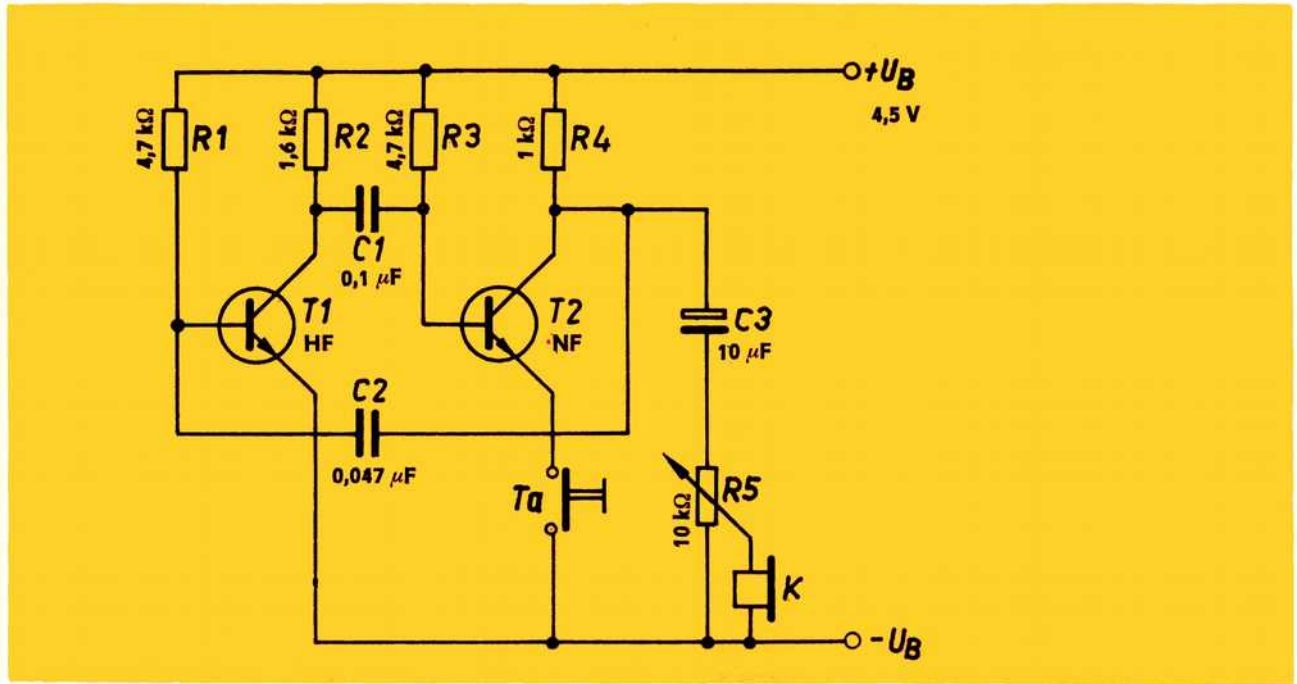 +UB
4,5 V
4,7 kΩ
R1
1,6 kΩ
R2
4,7 kΩ
R3
1 kΩ
R4
C1
0,1 µF
T1
HF
T2
NF
C3
10 µF
C2
0,047 µF
Ta
10 kΩ
R5
K
-UB